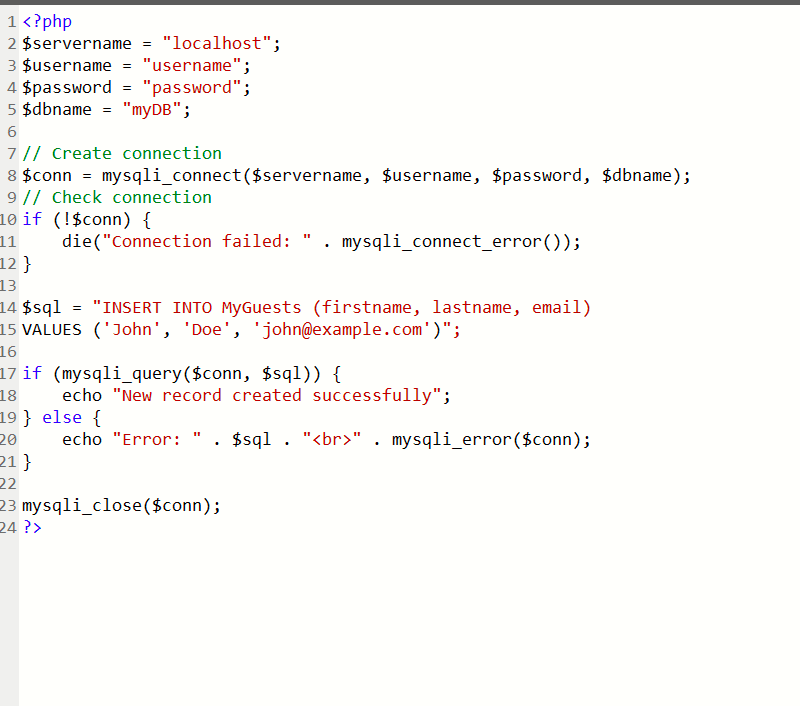 1 <?php
2 $servername = "localhost";
3 $username = "username";
4 $password = "password";
5 $dbname = "myDB";
6
7 // Create connection
8 $conn = mysqli_connect($servername, $username, $password, $dbname);
9 // Check connection
10 if (!$conn) {
11     die("Connection failed: " . mysqli_connect_error());
12 }
13
14 $sql = "INSERT INTO MyGuests (firstname, lastname, email)
15 VALUES ('John', 'Doe', 'john@example.com')";
16
17 if (mysqli_query($conn, $sql)) {
18     echo "New record created successfully";
19 } else {
20     echo "Error: " . $sql . "<br>" . mysqli_error($conn);
21 }
22
23 mysqli_close($conn);
24 ?>